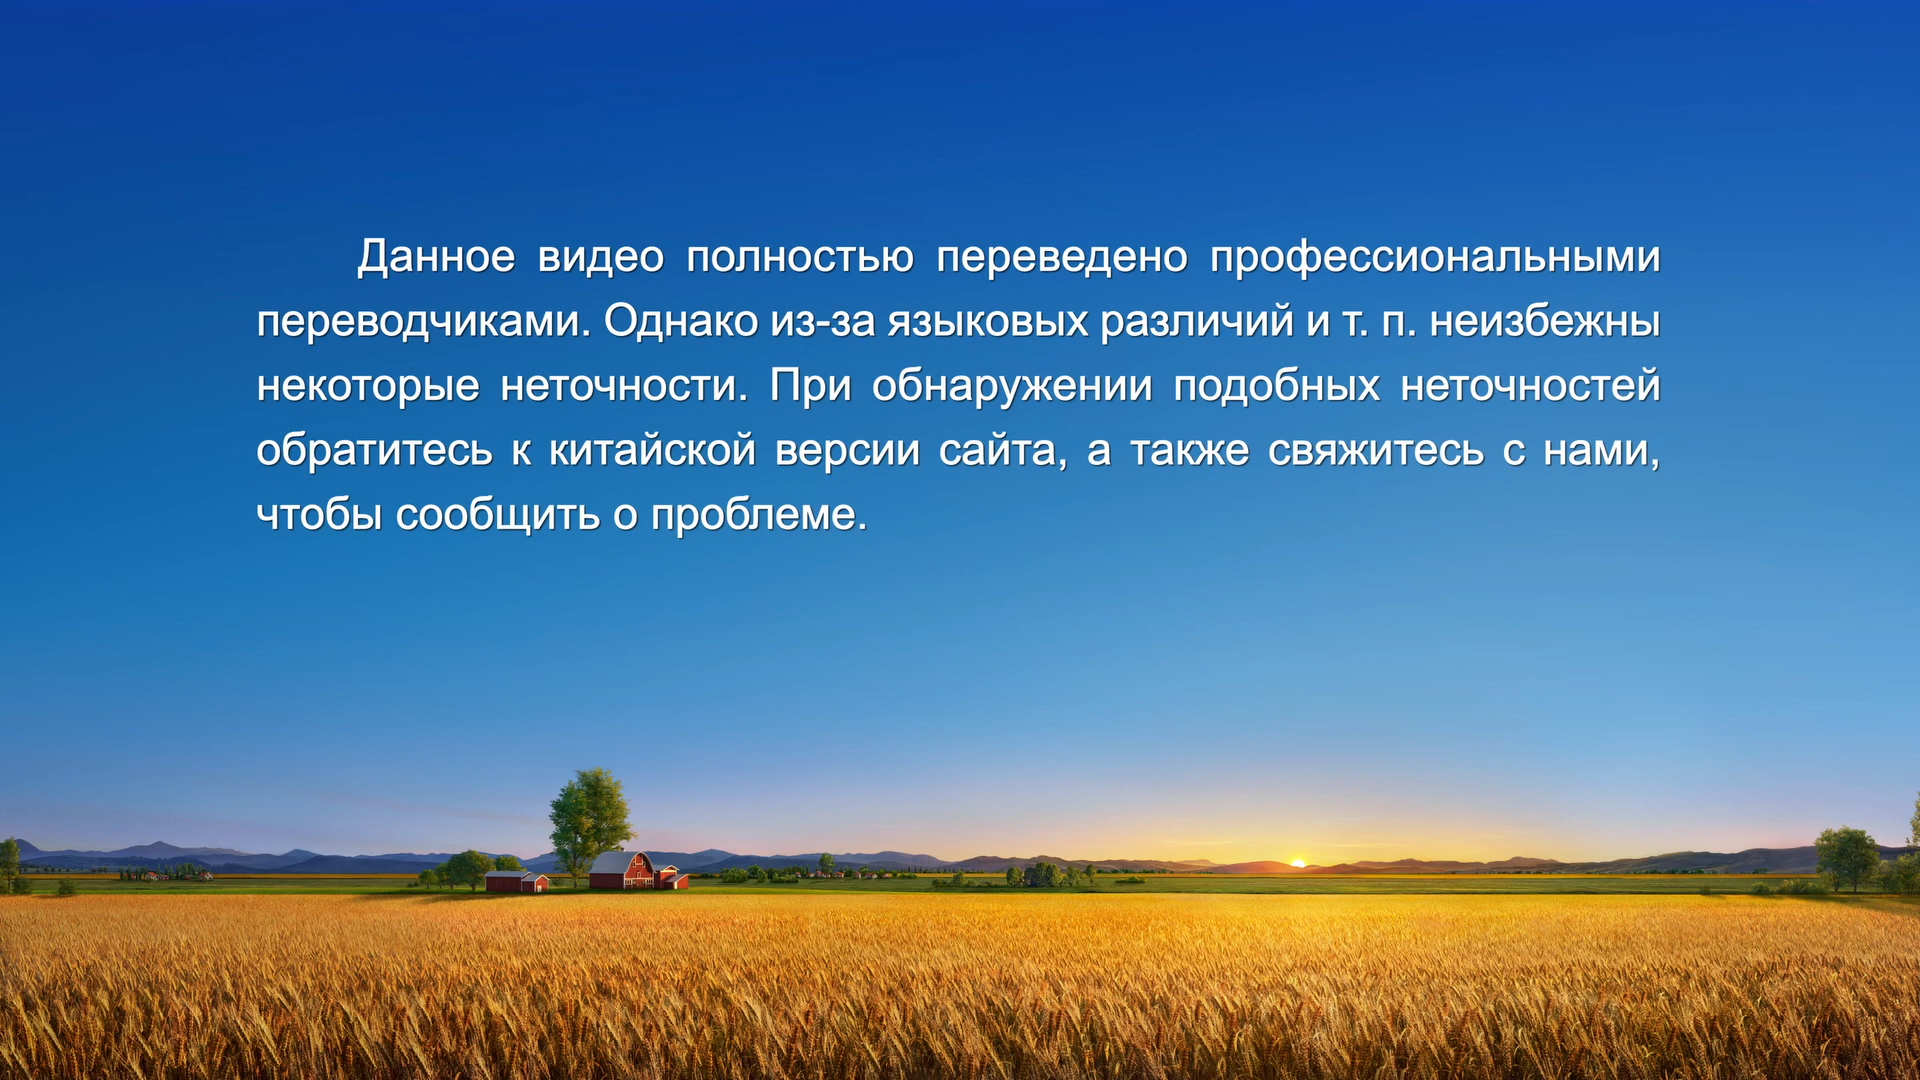 Данное видео полностью переведено профессиональными
переводчиками. Однако из-за языковых различий и т. п. неизбежны
некоторые неточности. При обнаружении подобных неточностей
обратитесь к китайской версии сайта, а также свяжитесь с нами,
чтобы сообщить о проблеме.